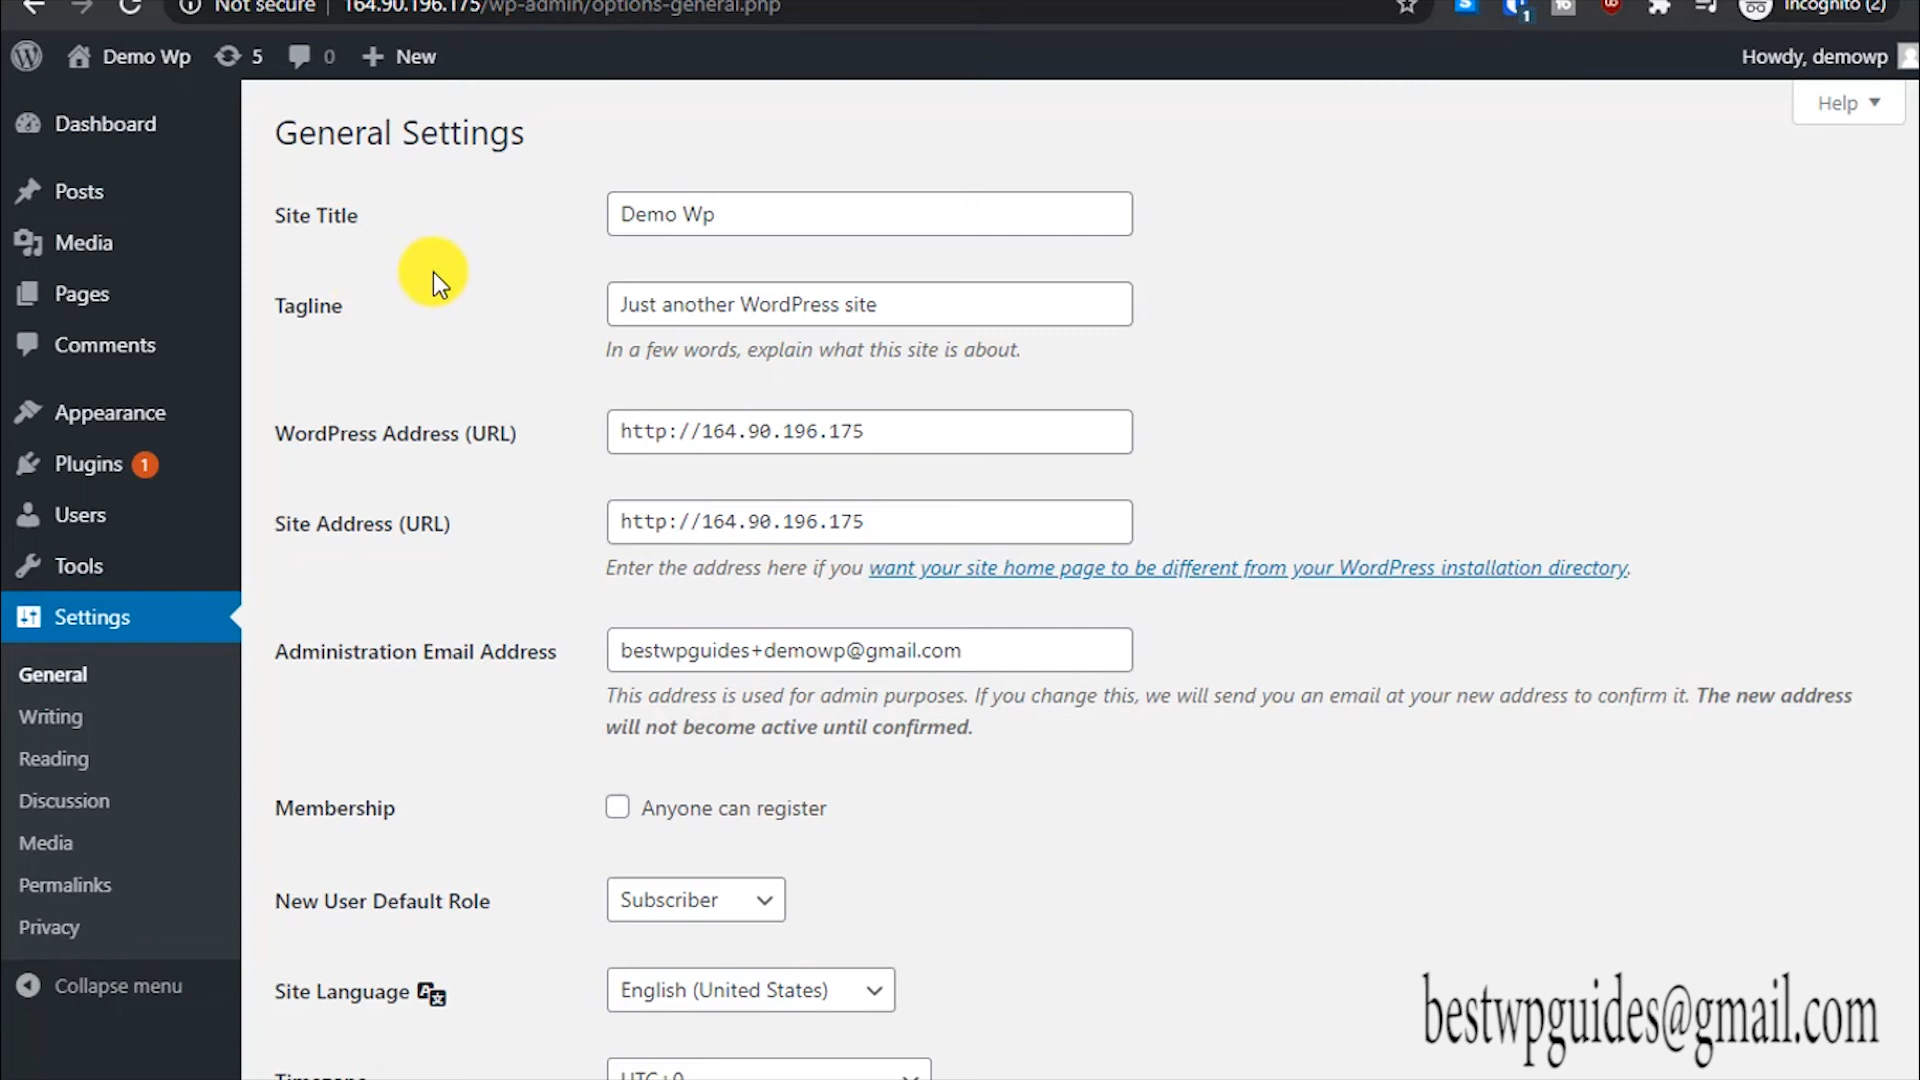 Not secure 164.90.196.175/wp-admin/options-general.php Incognito (2)
Demo Wp 5 0 New Howdy, demowp
Help
Dashboard
Posts
Media
Pages
Comments
Appearance
Plugins 1
Users
Tools
Settings
General
Writing
Reading
Discussion
Media
Permalinks
Privacy
Collapse menu
General Settings
Site Title Demo Wp
Tagline Just another WordPress site
In a few words, explain what this site is about.
WordPress Address (URL) http://164.90.196.175
Site Address (URL) http://164.90.196.175
Enter the address here if you want your site home page to be different from your WordPress installation directory.
Administration Email Address bestwpguides+demowp@gmail.com
This address is used for admin purposes. If you change this, we will send you an email at your new address to confirm it. The new address
will not become active until confirmed.
Membership Anyone can register
New User Default Role Subscriber
Site Language English (United States)
Timezone UTC+0
bestwpguides@gmail.com